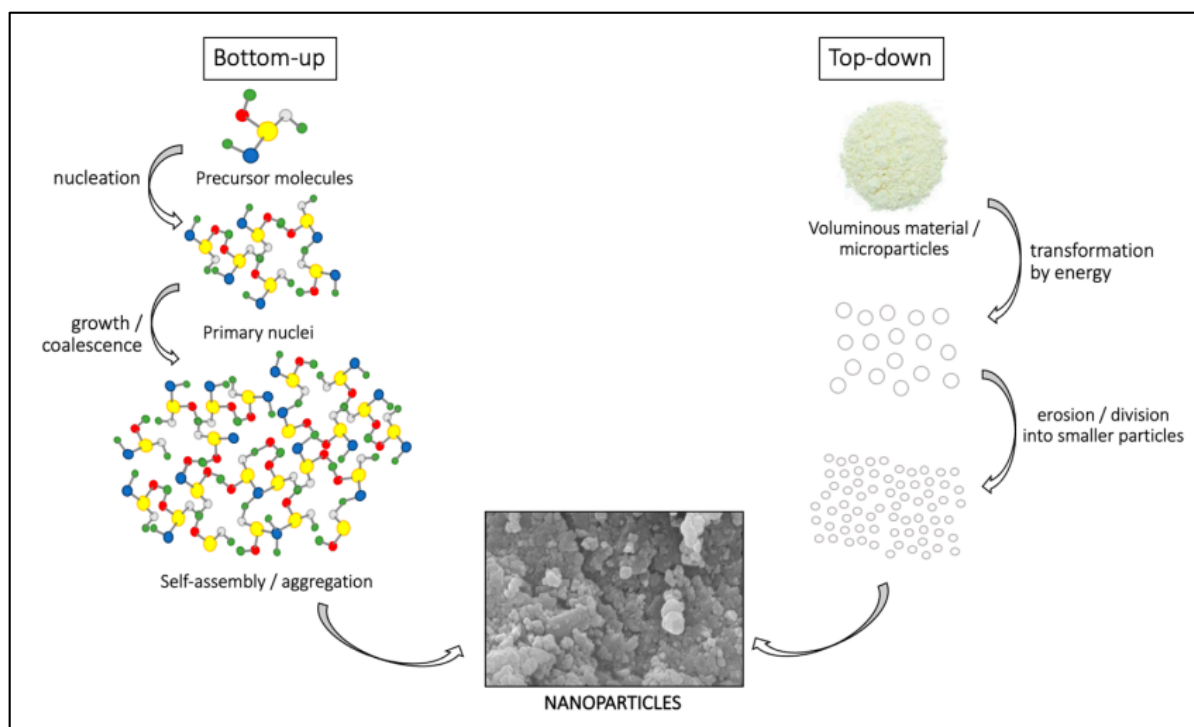 Bottom-up
nucleation
Precursor molecules
growth /
coalescence
Primary nuclei
Self-assembly / aggregation
Top-down
Voluminous material /
microparticles
transformation
by energy
erosion / division
into smaller particles
NANOPARTICLES